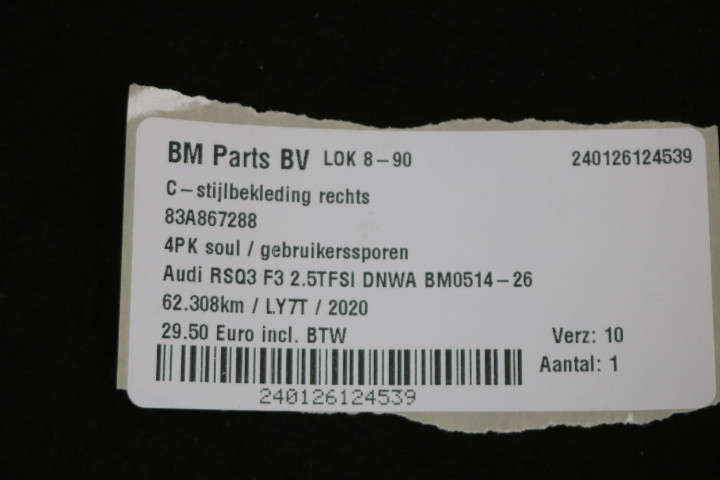 BM Parts BV LOK 8-90 240126124539
C-stijlbekleding rechts
83A867288
4PK soul / gebruikerssporen
Audi RSQ3 F3 2.5TFSI DNWA BM0514-26
62.308km / LY7T / 2020
29.50 Euro incl. BTW Verz: 10
Aantal: 1
240126124539